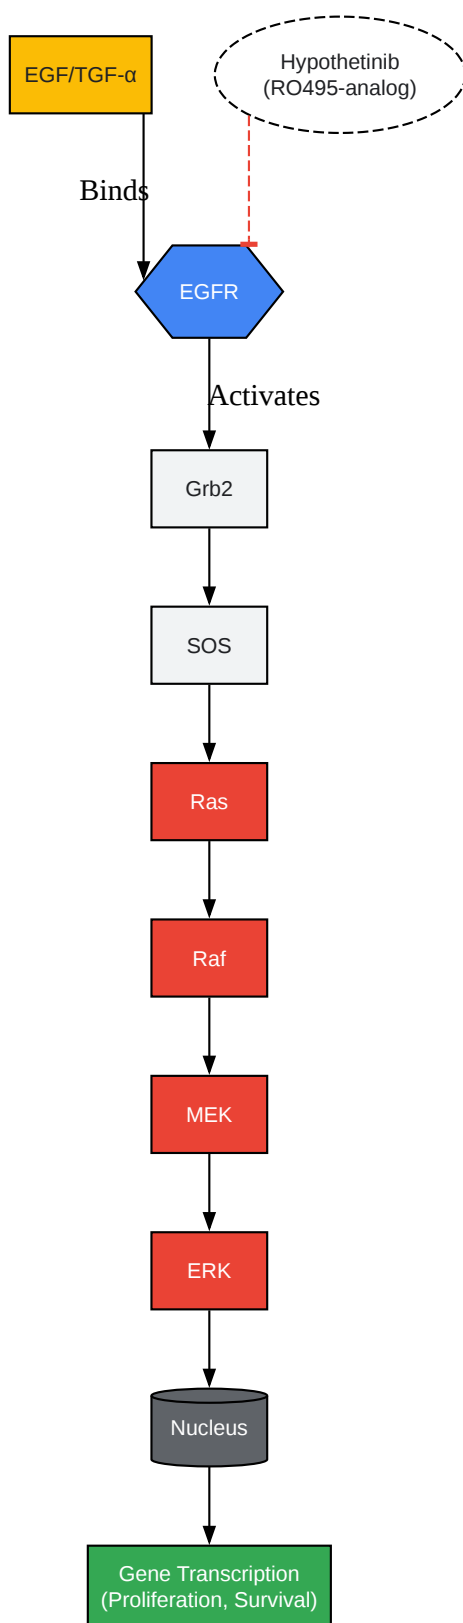 EGF/TGF-α
Hypothetinib
(RO495-analog)
Binds
EGFR
Activates
Grb2
SOS
Ras
Raf
MEK
ERK
Nucleus
Gene Transcription
(Proliferation, Survival)